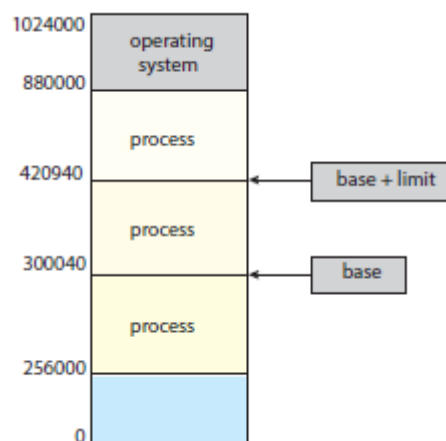 1024000
operating
system
880000
process
420940
base + limit
process
300040
base
process
256000
0